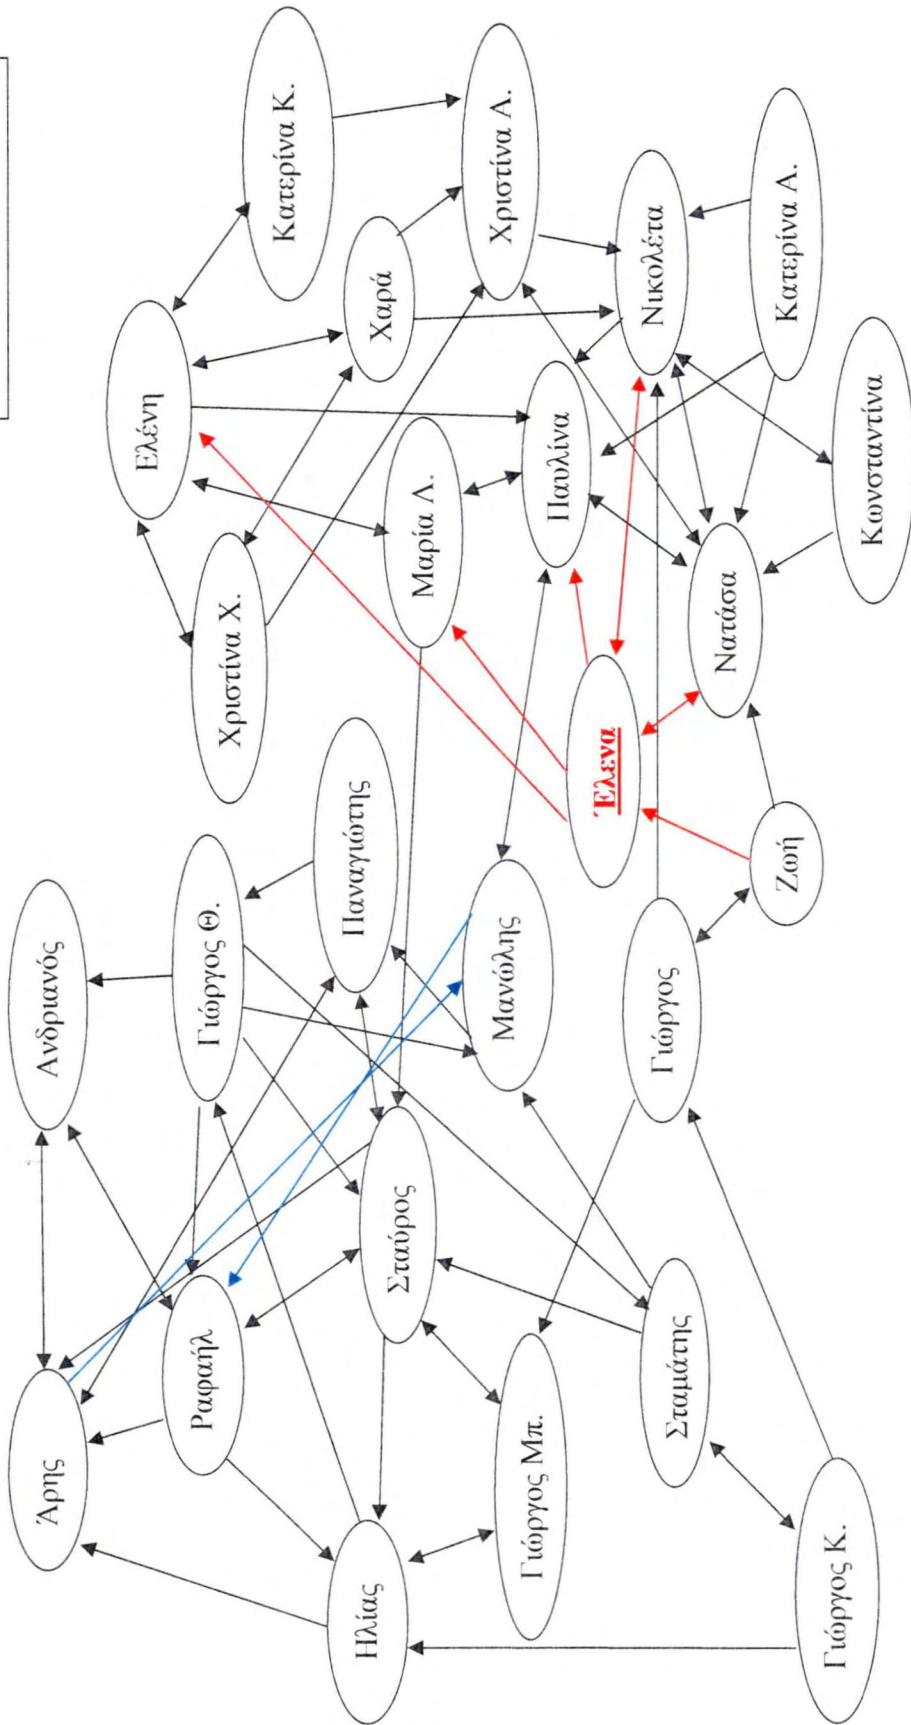 Άρης
Ανδριανός
Ελένη
Κατερίνα Κ.
Ραφαήλ
Γιώργος Θ.
Χριστίνα Χ.
Χαρά
Ηλίας
Σταύρος
Παναγιώτης
Μαρία Λ.
Χριστίνα Α.
Γιώργος Μπ.
Μανώλης
Παυλίνα
Νικολέτα
Σταμάτης
Γιώργος
Έλενα
Νατάσα
Κατερίνα Α.
Γιώργος Κ.
Ζωή
Κωνσταντίνα